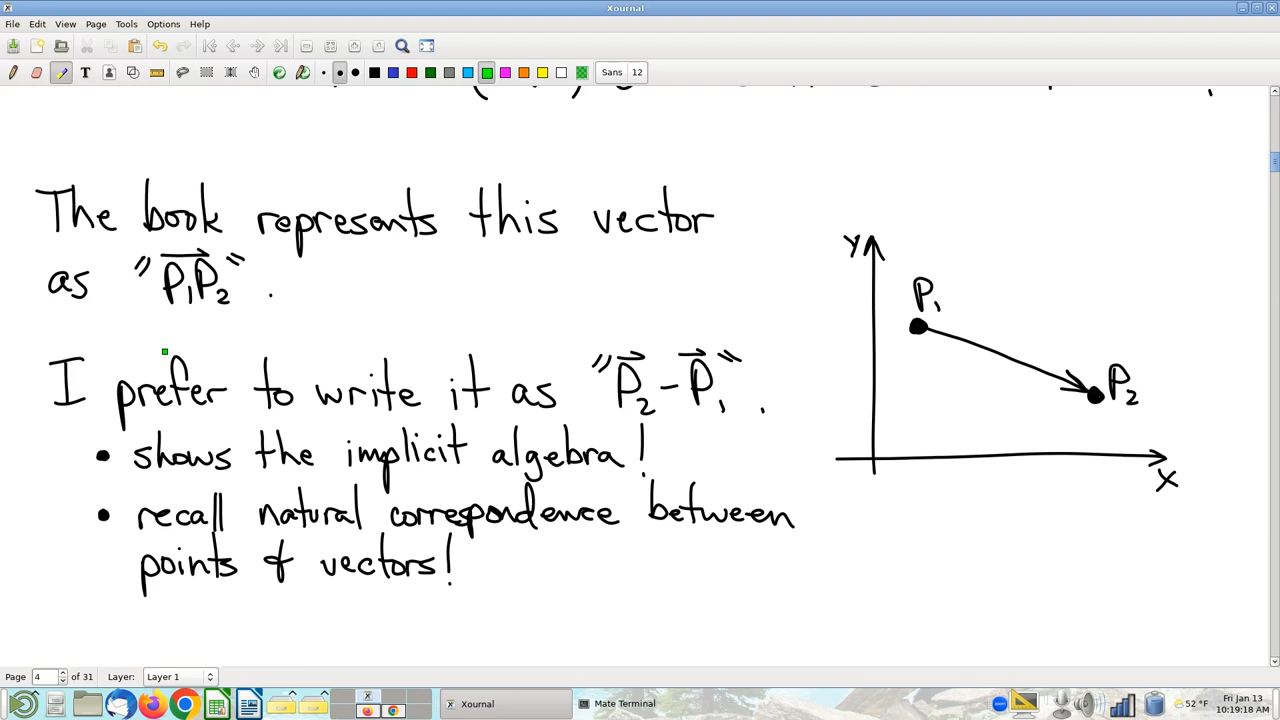 Xournal
File Edit View Page Tools Options Help
Sans 12
The book represents this vector
as "P₁P₂".
I prefer to write it as "P₂-P₁".
• shows the implicit algebra!
• recall natural correspondence between
points & vectors!
Y
P₁
P₂
X
Page 4 of 31 Layer: Layer 1
Xournal Mate Terminal 52 °F Fri Jan 13
10:19:18 AM